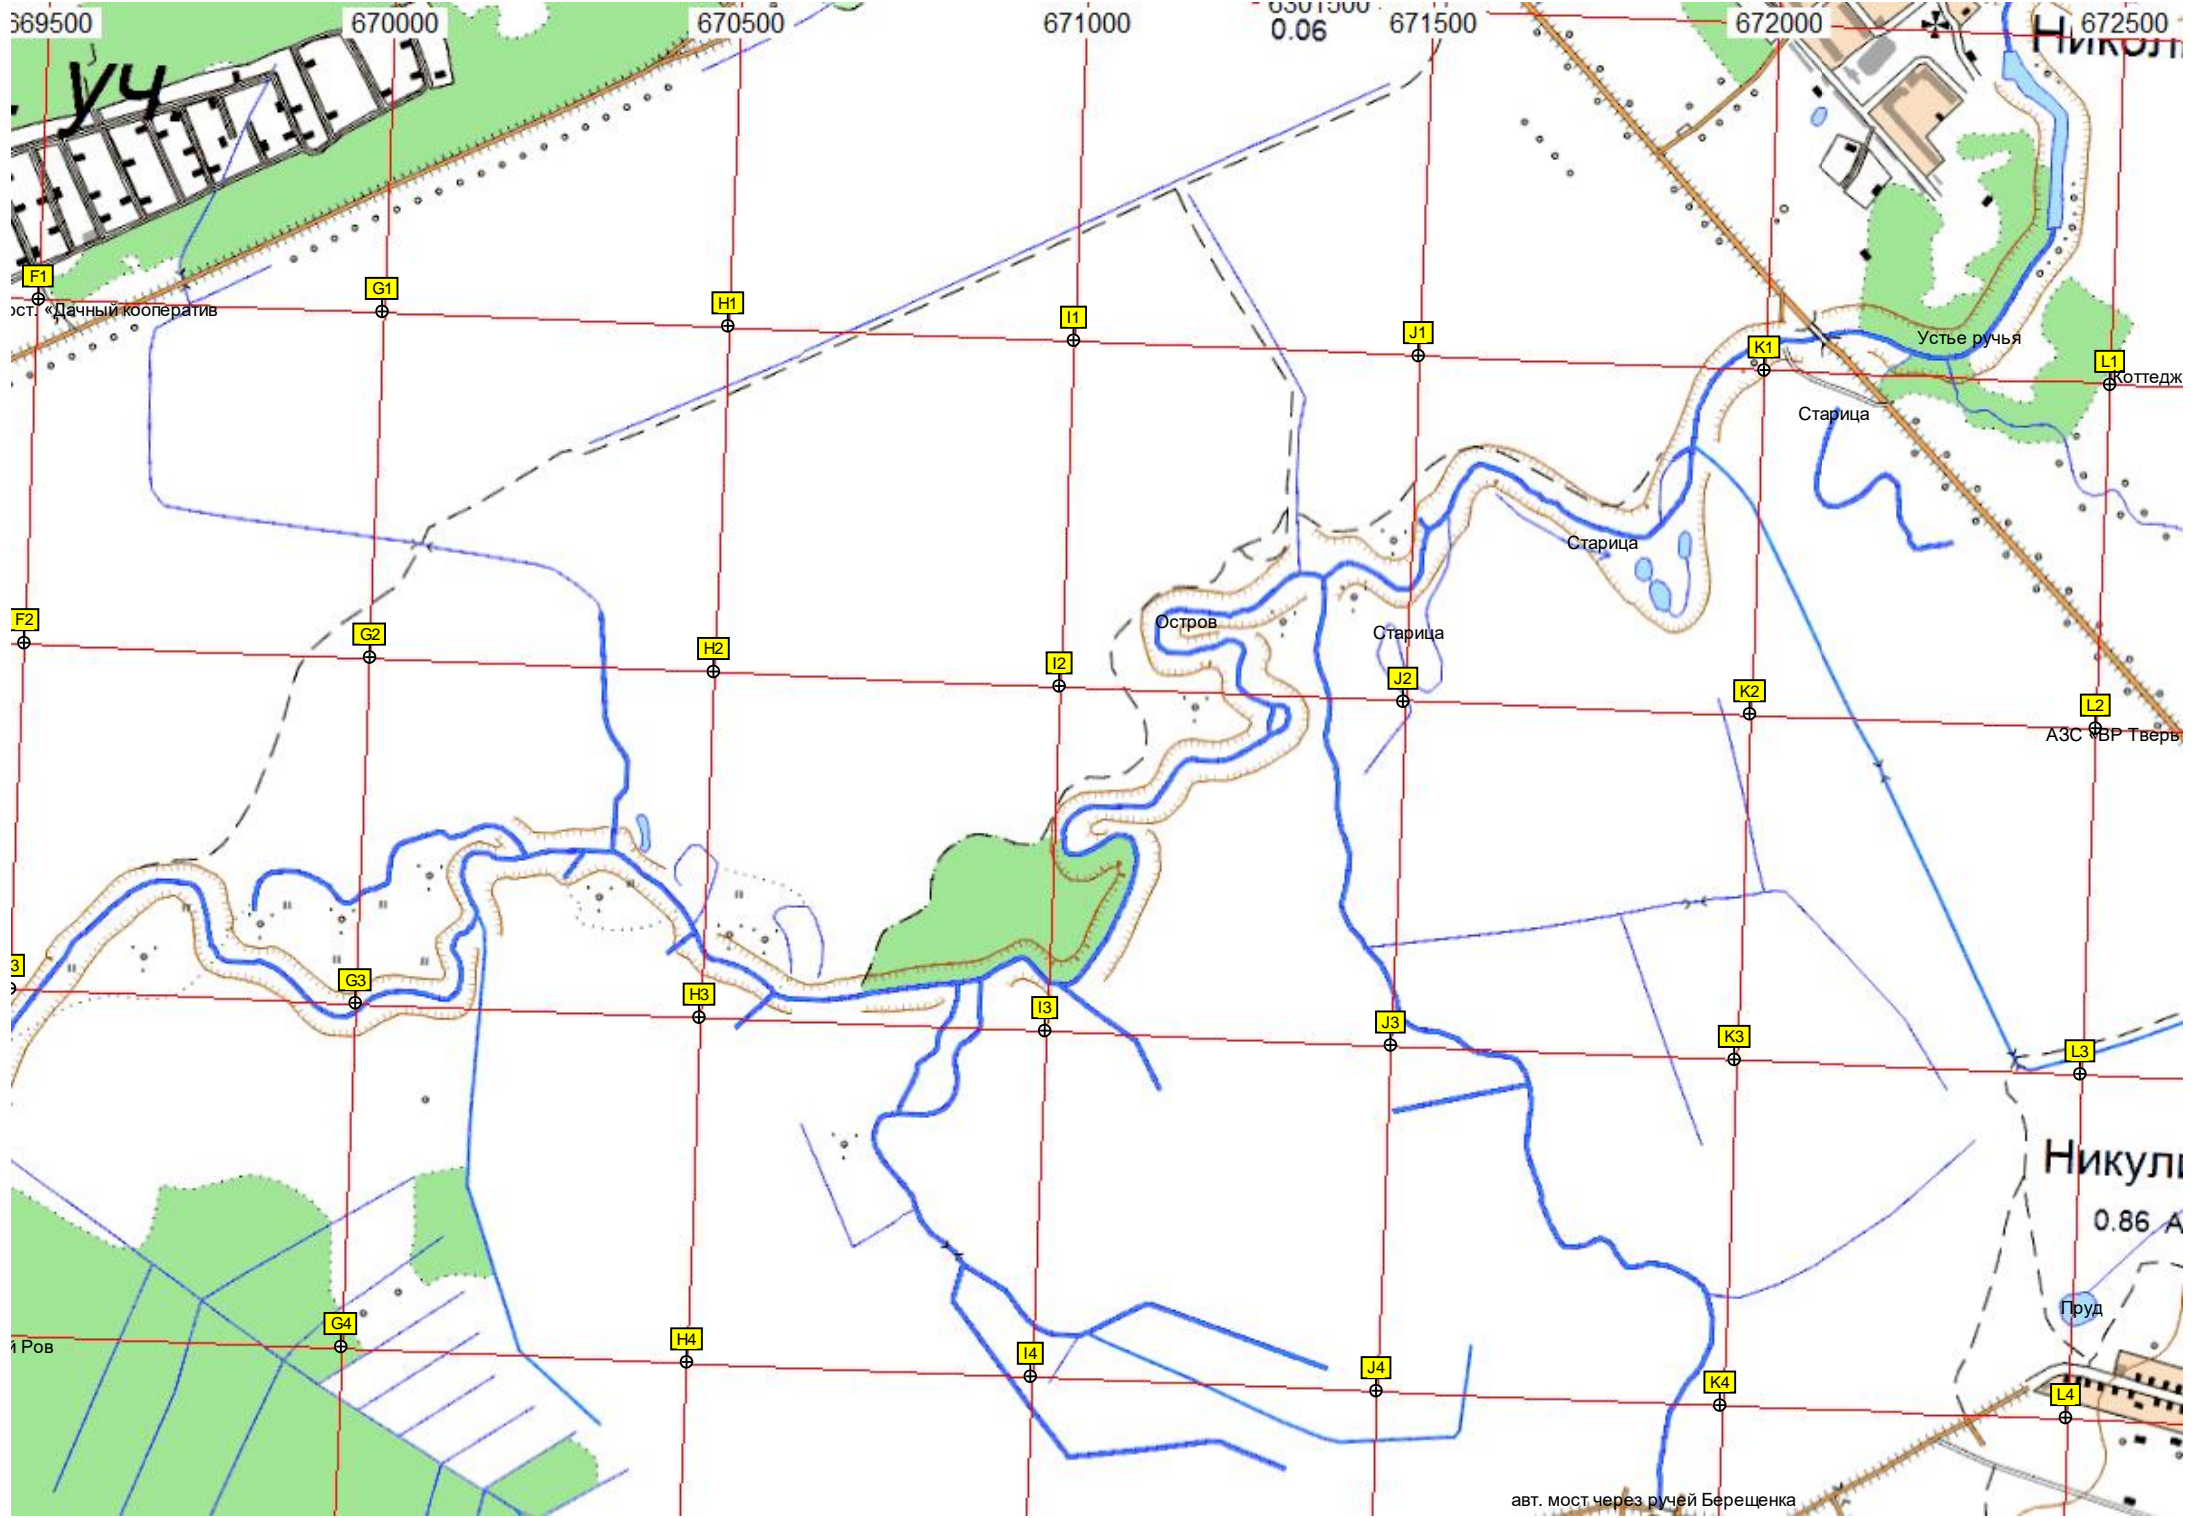 669500 670000 670500 671000 6301500 671500 672000 672500
0.06
уч.
F1 G1 H1 I1 J1 K1 L1
ост. «Дачный кооператив
Устье ручья
Коттедж
Старица
Старица
F2 G2 H2 I2 J2 K2 L2
Остров
Старица
АЗС «ВР Тверь
3 G3 H3 I3 J3 K3 L3
0.86
Пруд
G4 H4 I4 J4 K4 L4
й Ров
авт. мост через ручей Берещенка